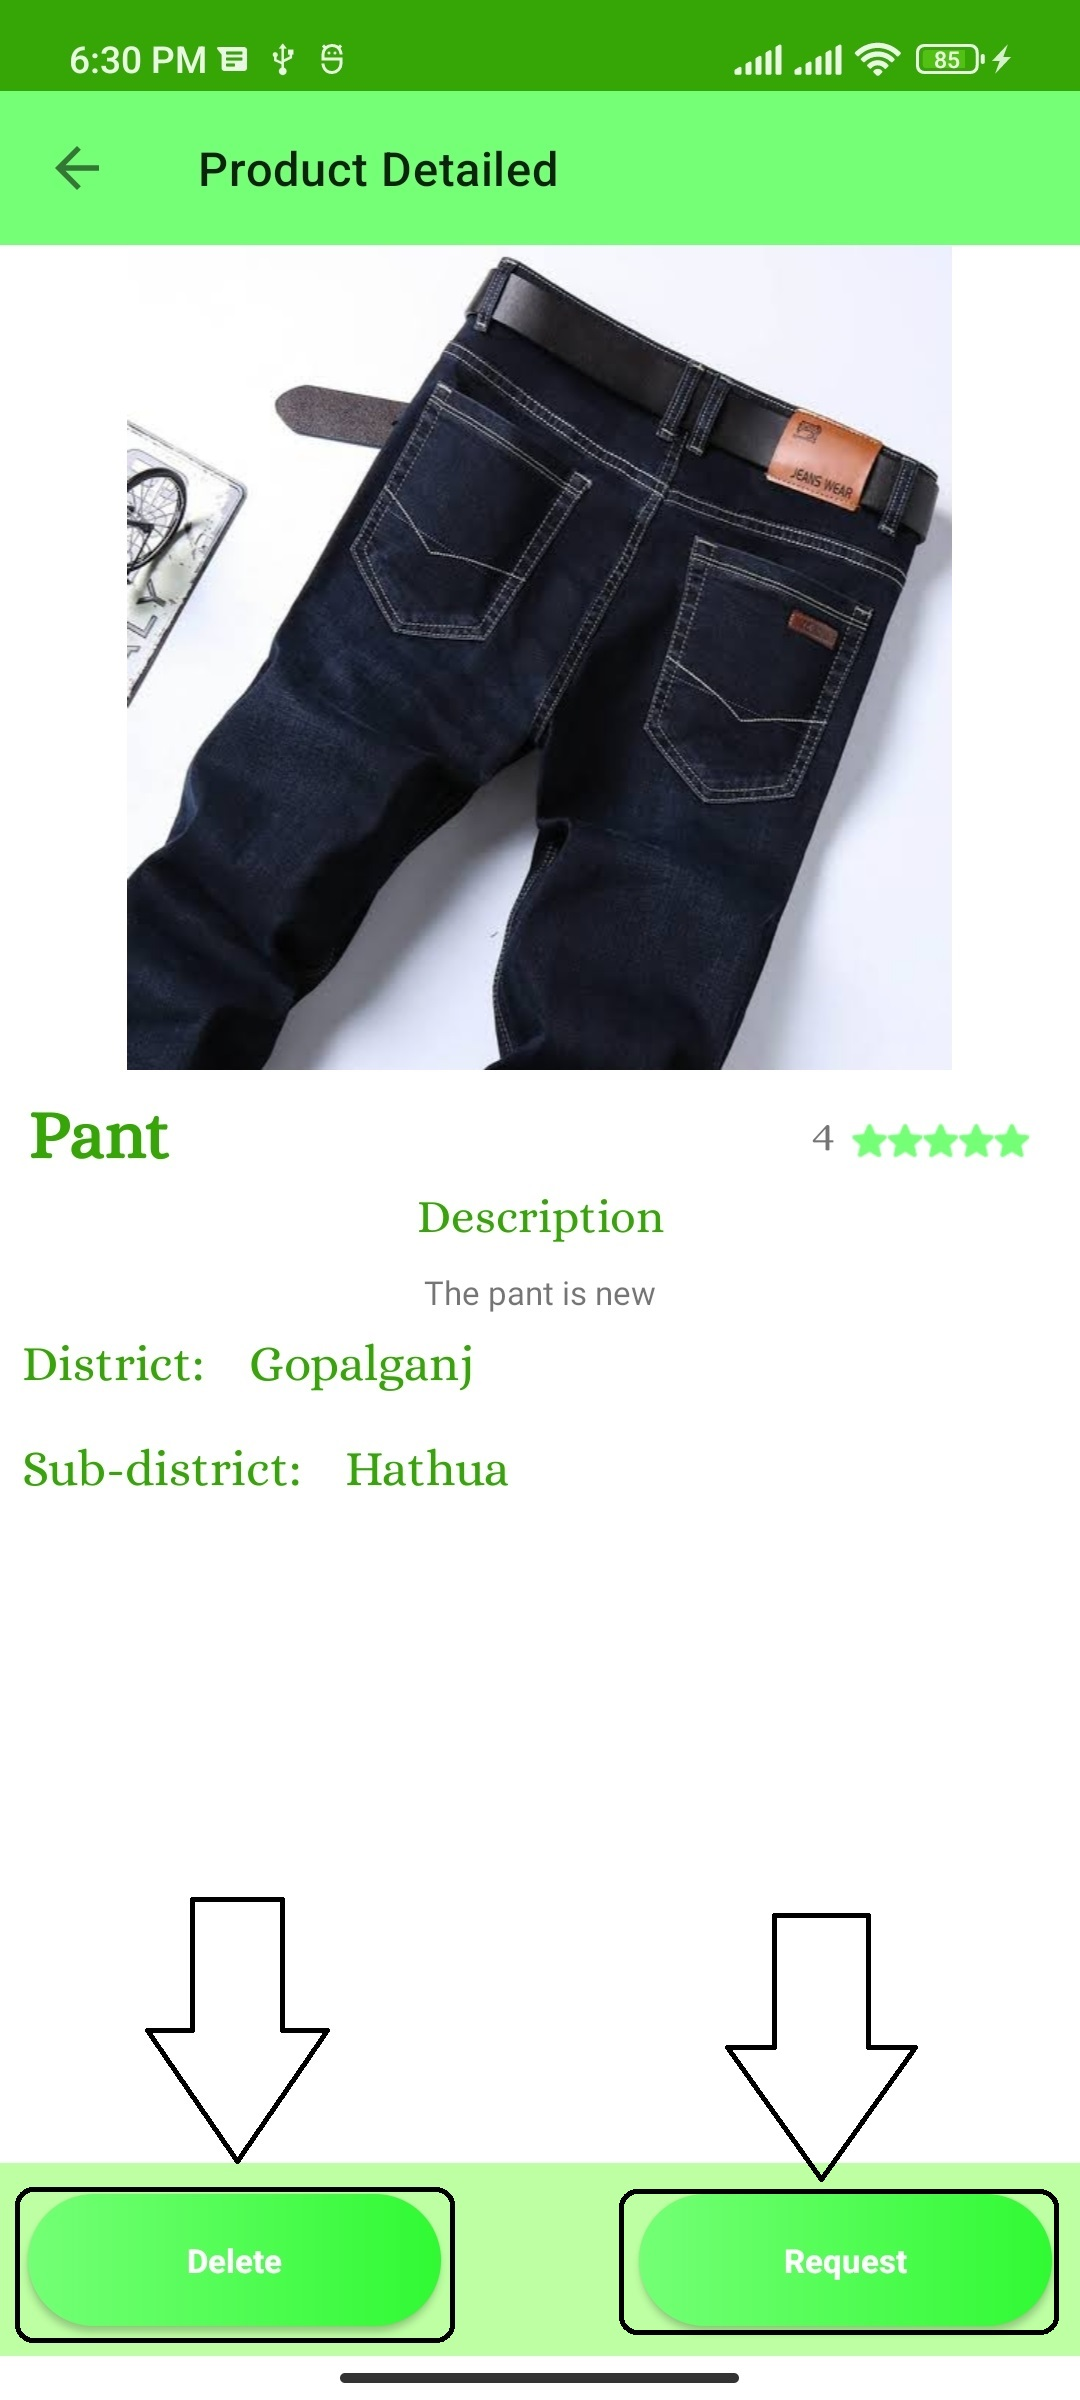 6:30 PM 85
Product Detailed
JEANS WEAR
Pant 4
Description
The pant is new
District: Gopalganj
Sub-district: Hathua
Delete Request